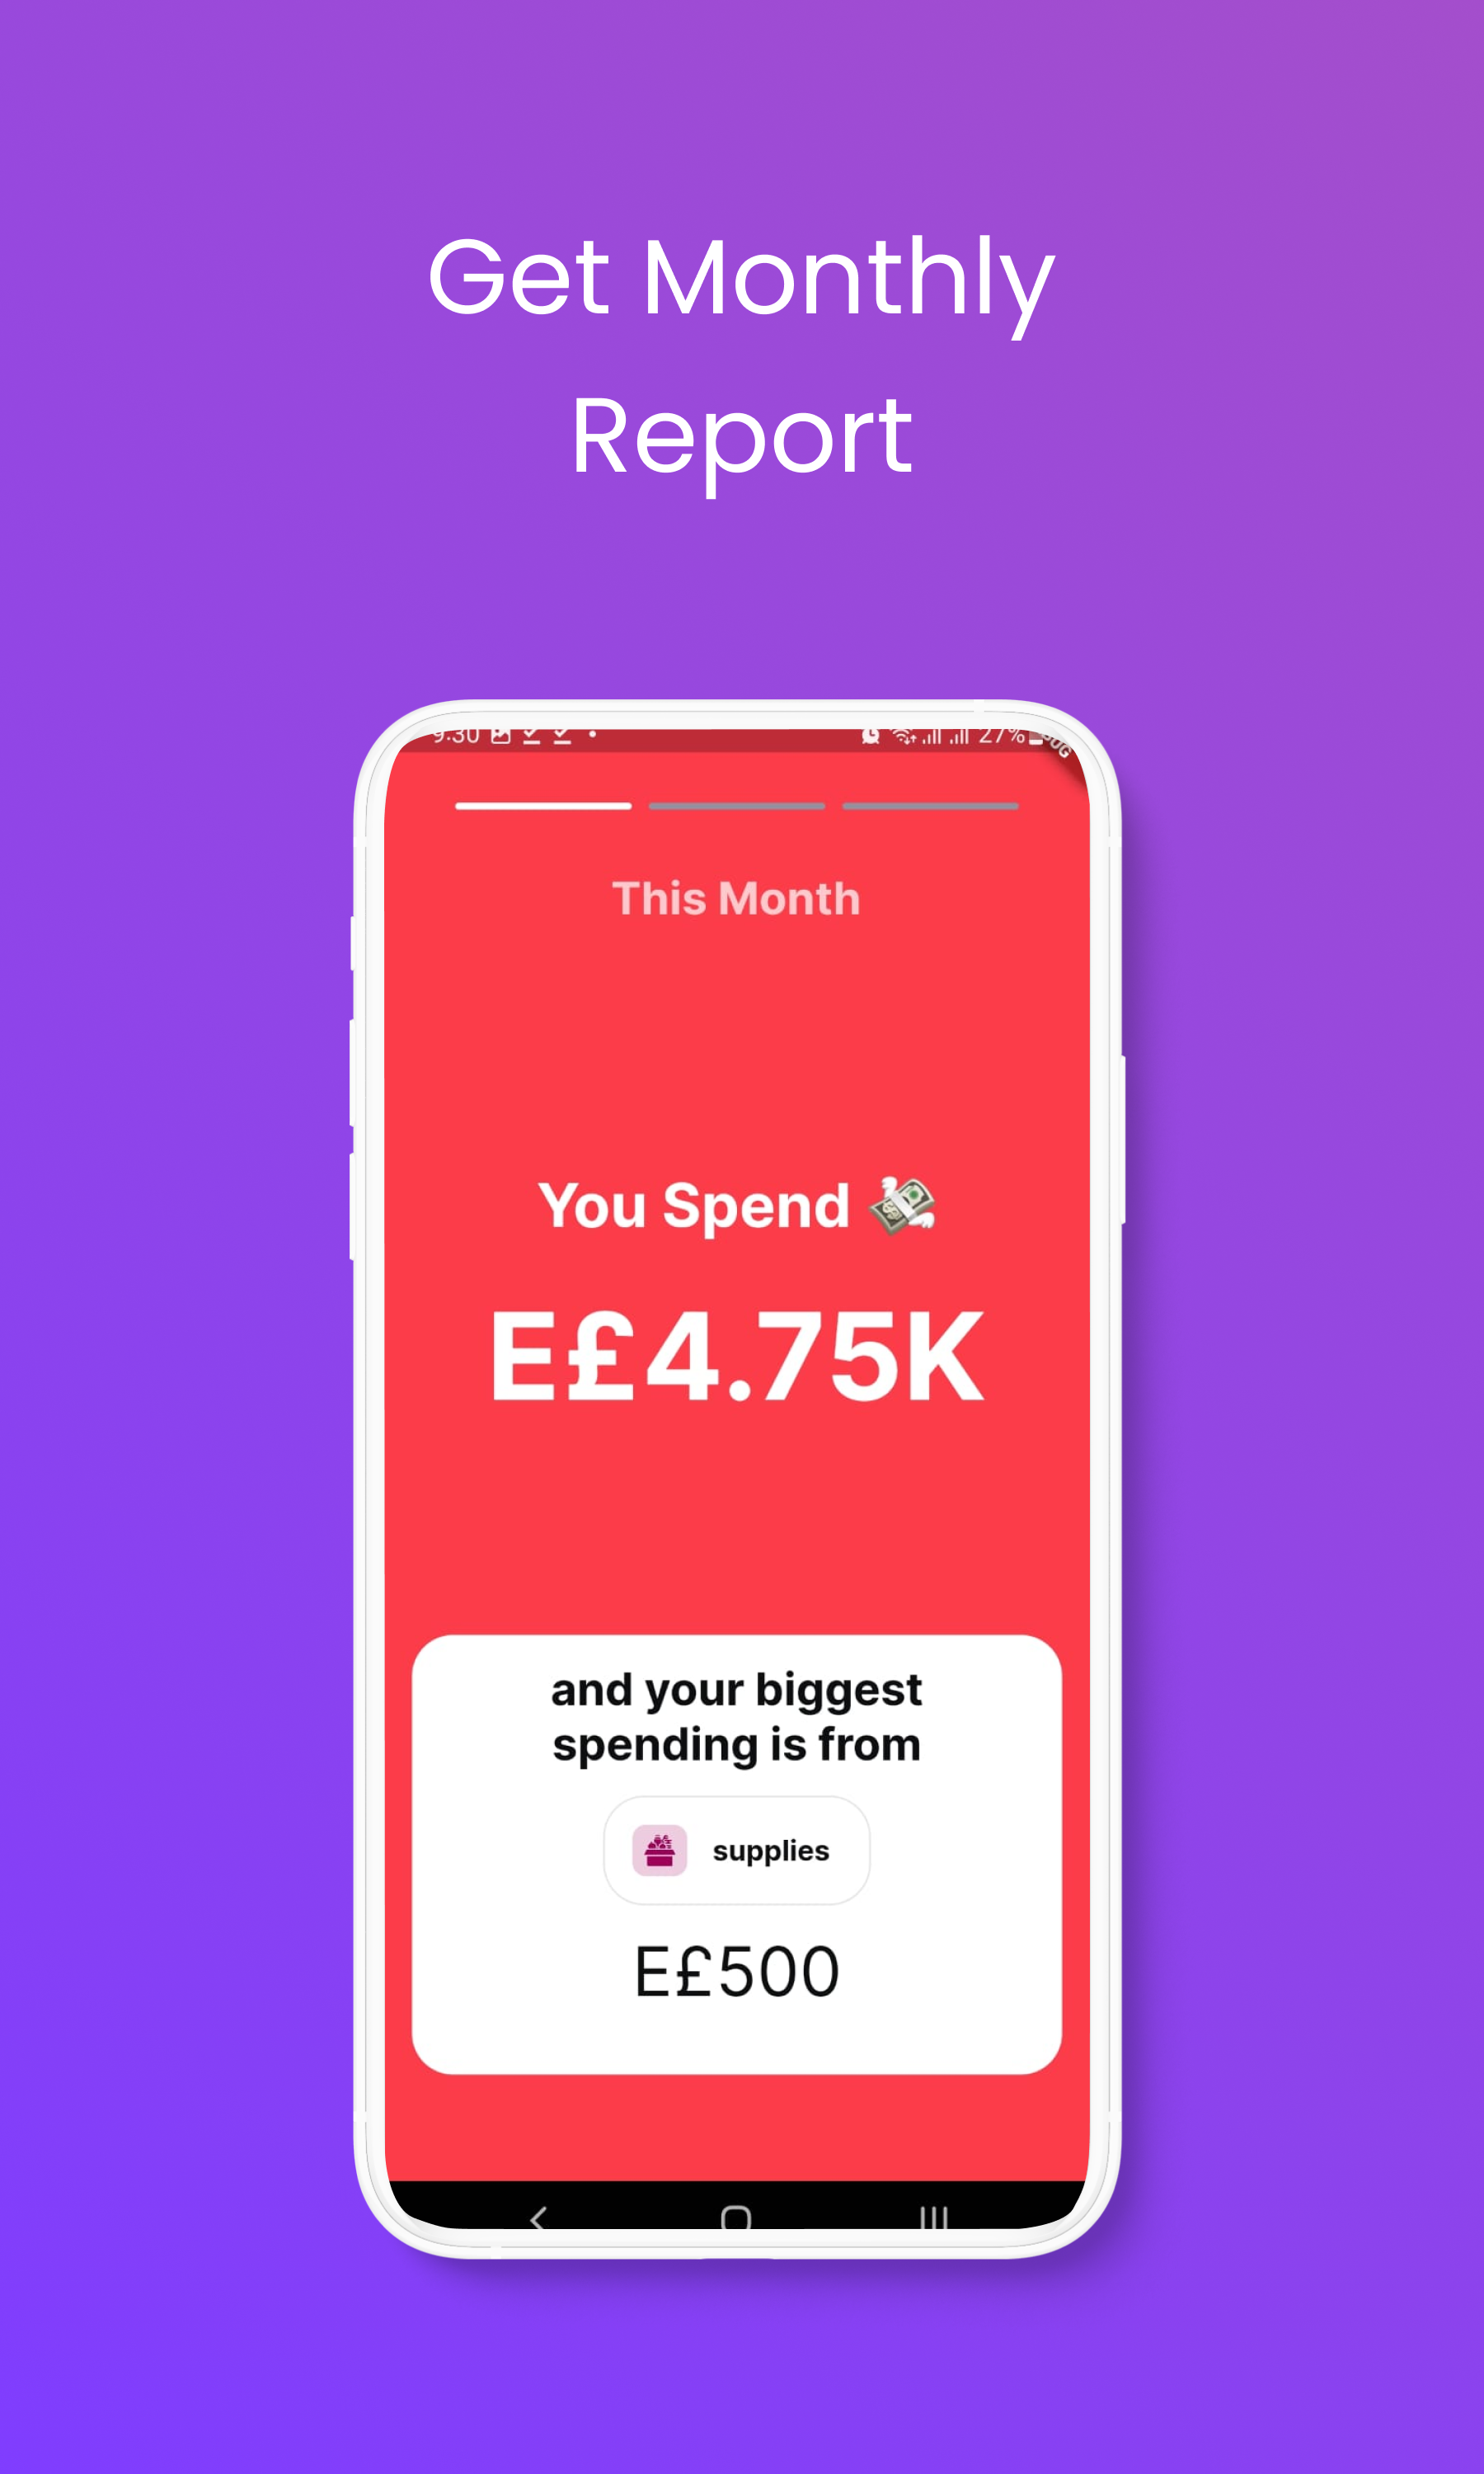 Get Monthly
Report
9:30 27%
This Month
You Spend 💸
E£4.75K
and your biggest
spending is from
supplies
E£500